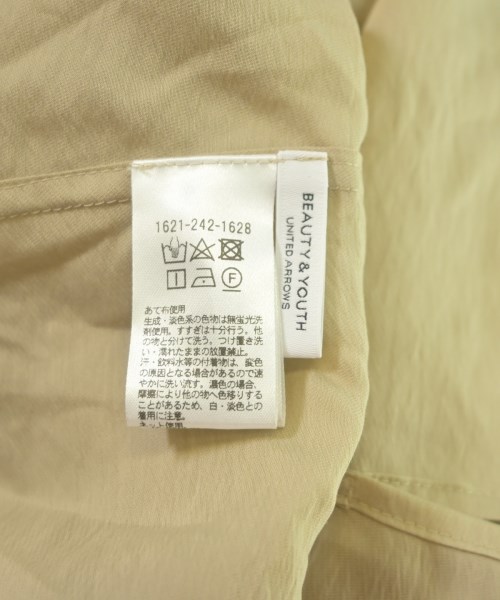 1621-242-1628
F
あて布使用
生成・淡色系の色物は無蛍光洗
剤使用。すすぎは十分行う。他
の物と分けて洗う。つけ置き洗
い・濡れたままの放置禁止。
汗・飲料水等の付着物は、変色
の原因となる場合があるので速
やかに洗い流す。濃色の場合、
摩擦により他の物へ色移りする
ことがあるため、白・淡色との
着用に注意。
ネット使用
BEAUTY & YOUTH
UNITED ARROWS